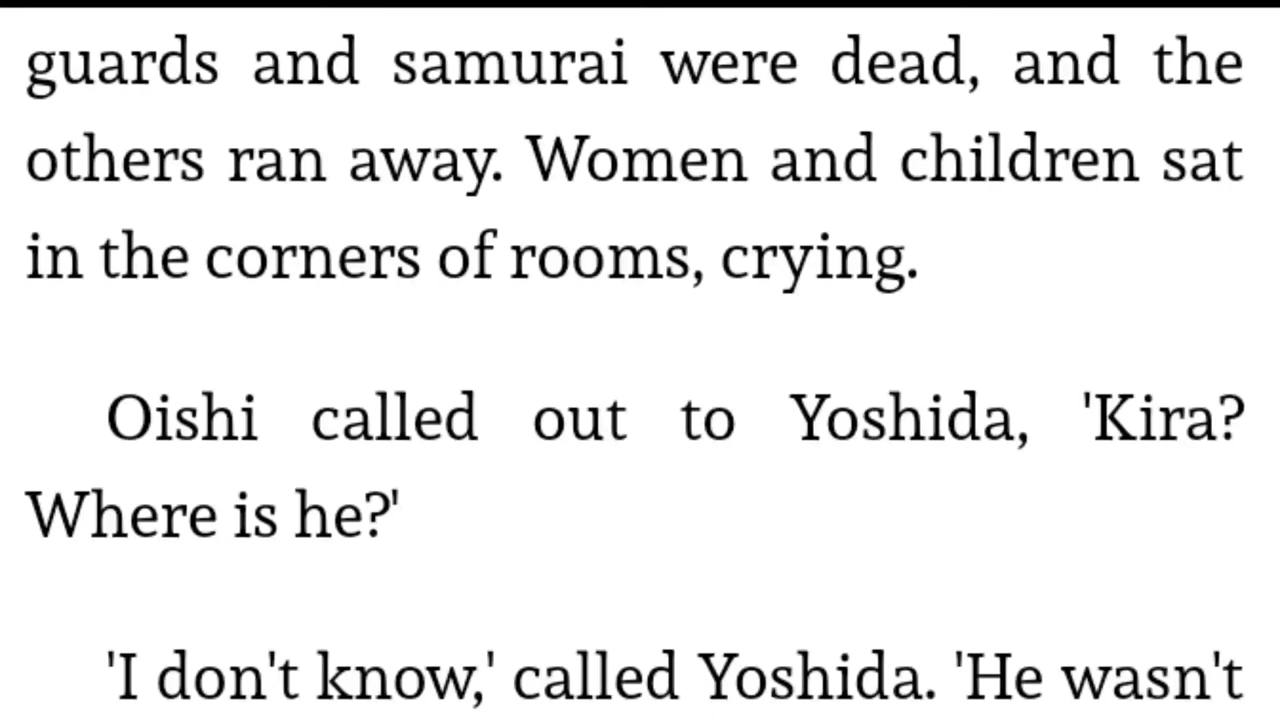 guards and samurai were dead, and the
others ran away. Women and children sat
in the corners of rooms, crying.
Oishi called out to Yoshida, 'Kira?
Where is he?'
'I don't know,' called Yoshida. 'He wasn't